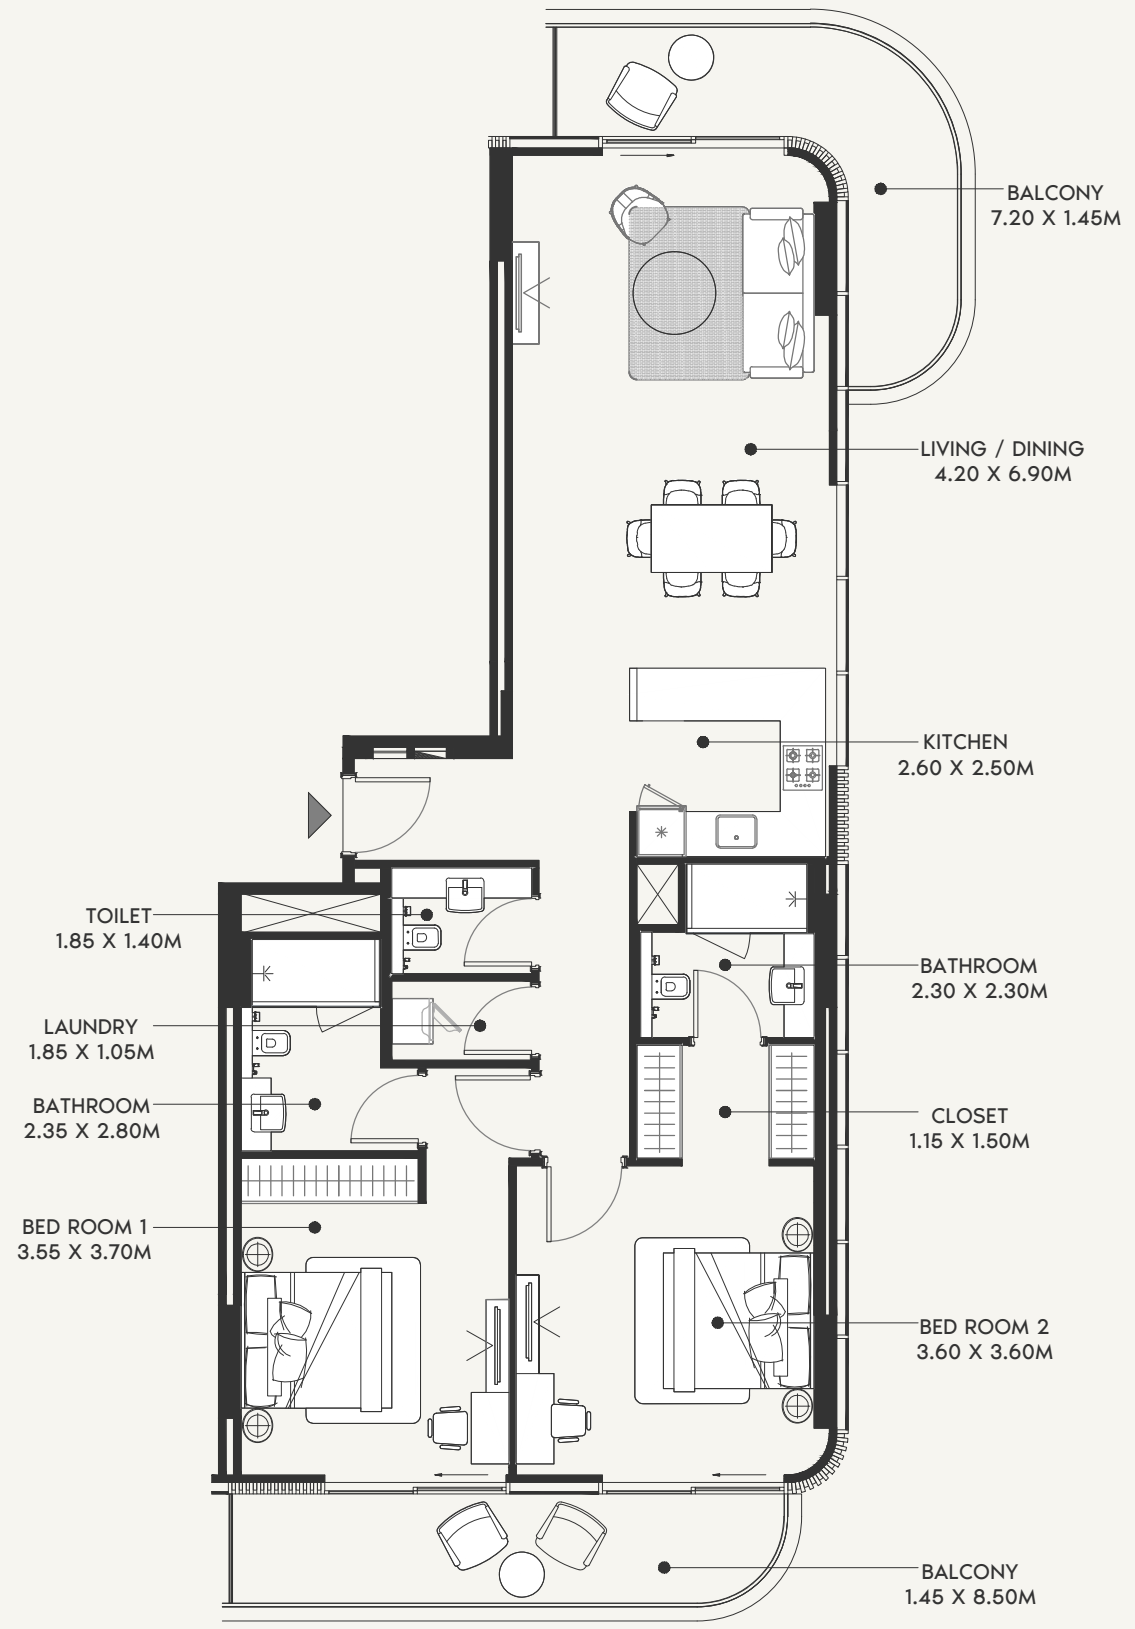 BALCONY
7.20 X 1.45M
LIVING / DINING
4.20 X 6.90M
KITCHEN
2.60 X 2.50M
TOILET
1.85 X 1.40M
BATHROOM
2.30 X 2.30M
LAUNDRY
1.85 X 1.05M
BATHROOM
2.35 X 2.80M
CLOSET
1.15 X 1.50M
BED ROOM 1
3.55 X 3.70M
BED ROOM 2
3.60 X 3.60M
BALCONY
1.45 X 8.50M